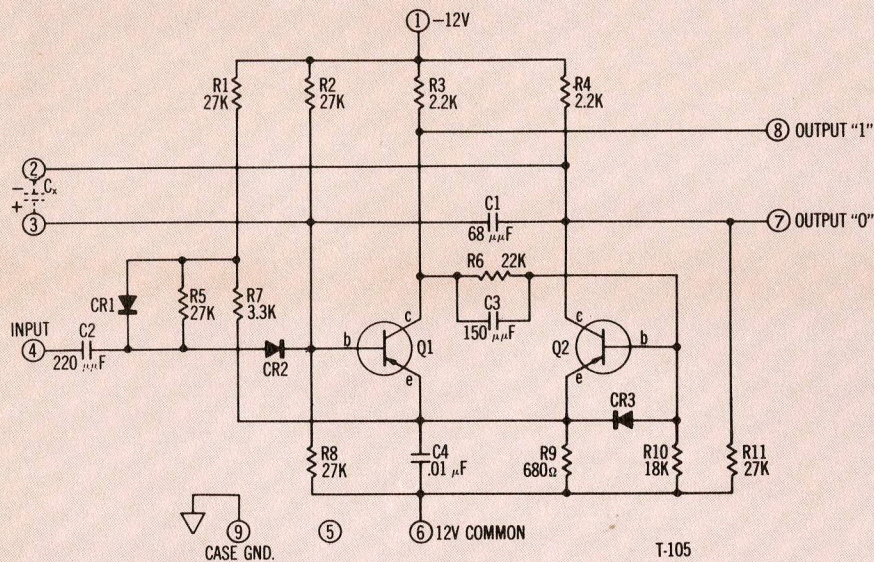 ① −12V
R1
27K
R2
27K
R3
2.2K
R4
2.2K
⑧ OUTPUT "1"
②
− Cx
+
③
C1
68 μμF
⑦ OUTPUT "0"
R6 22K
C3
150 μμF
CR1
R5
27K
R7
3.3K
INPUT
④
C2
220 μμF
CR2
b
c
Q1
e
c
Q2
b
e
CR3
R8
27K
C4
.01 μF
R9
680Ω
R10
18K
R11
27K
⑨
CASE GND.
⑤
⑥ 12V COMMON
T-105